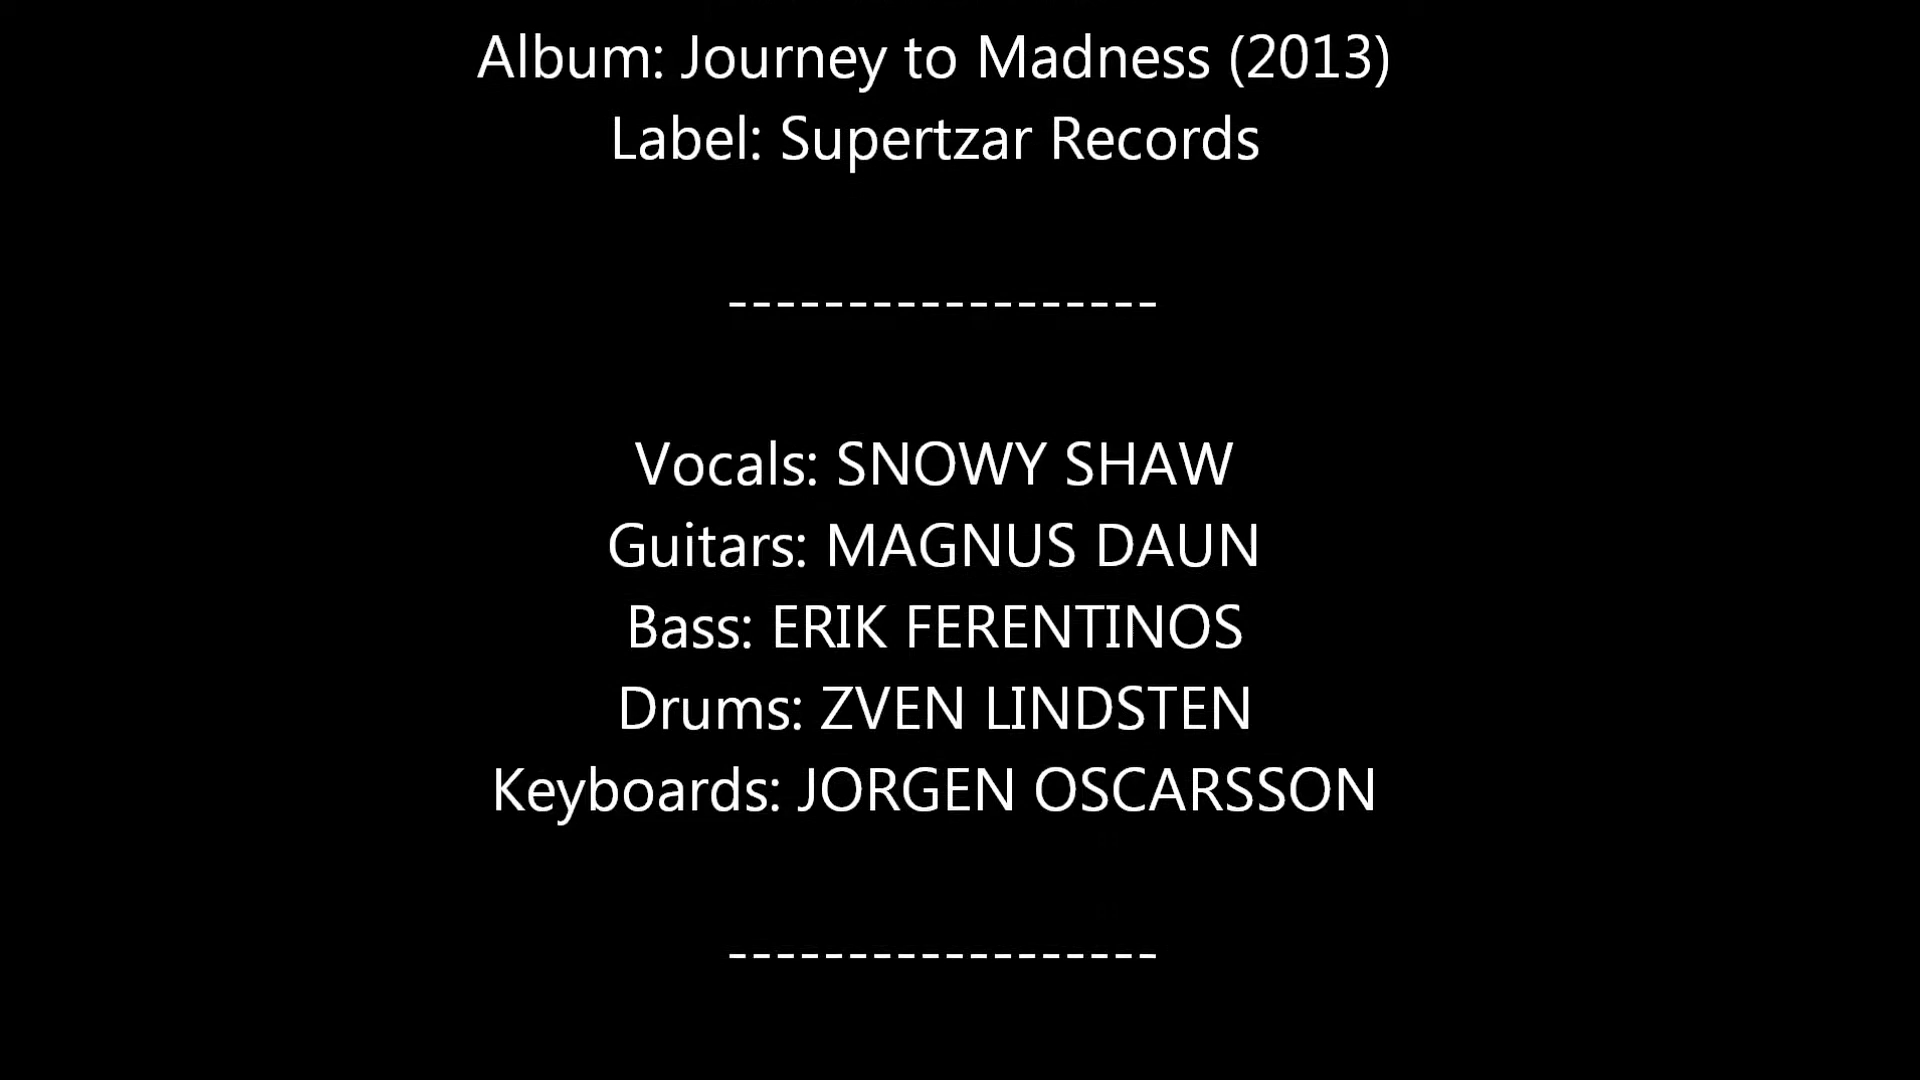 Album: Journey to Madness (2013)
Label: Supertzar Records
------------------
Vocals: SNOWY SHAW
Guitars: MAGNUS DAUN
Bass: ERIK FERENTINOS
Drums: ZVEN LINDSTEN
Keyboards: JORGEN OSCARSSON
------------------